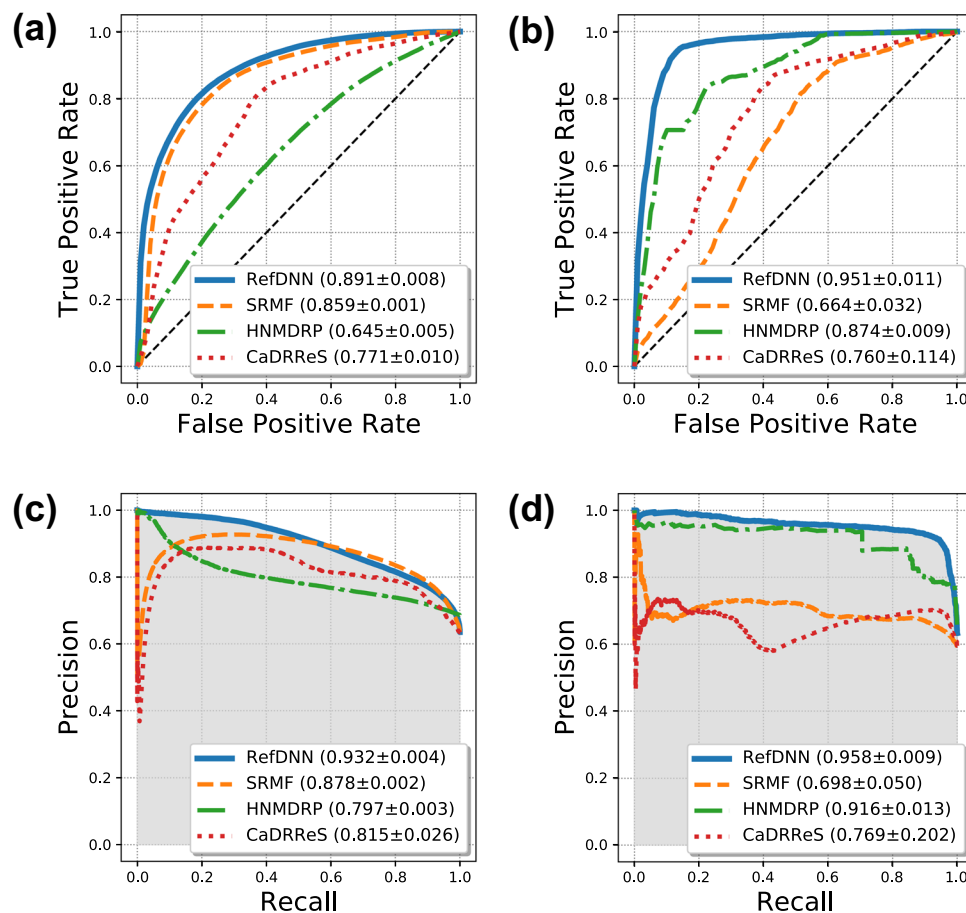 (a)
True Positive Rate
1.0
0.8
0.6
0.4
0.2
0.0
RefDNN (0.891±0.008)
SRMF (0.859±0.001)
HNMDRP (0.645±0.005)
CaDRReS (0.771±0.010)
0.0 0.2 0.4 0.6 0.8 1.0
False Positive Rate
(b)
True Positive Rate
1.0
0.8
0.6
0.4
0.2
0.0
RefDNN (0.951±0.011)
SRMF (0.664±0.032)
HNMDRP (0.874±0.009)
CaDRReS (0.760±0.114)
0.0 0.2 0.4 0.6 0.8 1.0
False Positive Rate
(c)
Precision
1.0
0.8
0.6
0.4
0.2
0.0
RefDNN (0.932±0.004)
SRMF (0.878±0.002)
HNMDRP (0.797±0.003)
CaDRReS (0.815±0.026)
0.0 0.2 0.4 0.6 0.8 1.0
Recall
(d)
Precision
1.0
0.8
0.6
0.4
0.2
0.0
RefDNN (0.958±0.009)
SRMF (0.698±0.050)
HNMDRP (0.916±0.013)
CaDRReS (0.769±0.202)
0.0 0.2 0.4 0.6 0.8 1.0
Recall